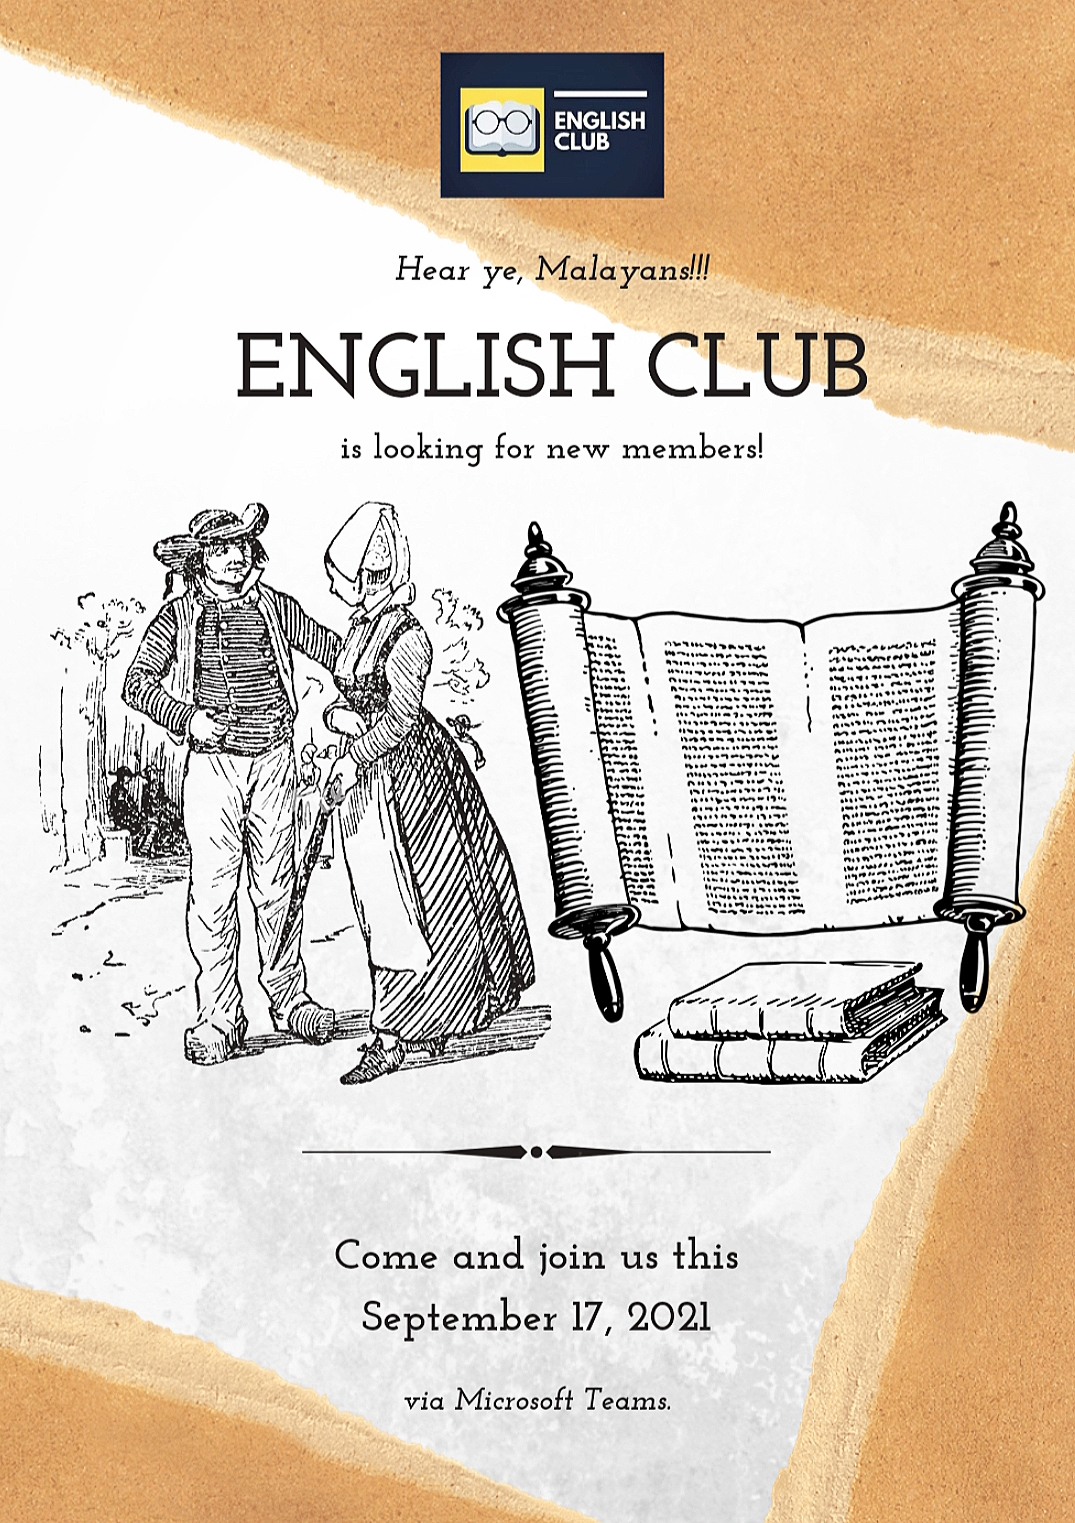 ENGLISH
CLUB
Hear ye, Malayans!!!
ENGLISH CLUB
is looking for new members!
Come and join us this
September 17, 2021
via Microsoft Teams.